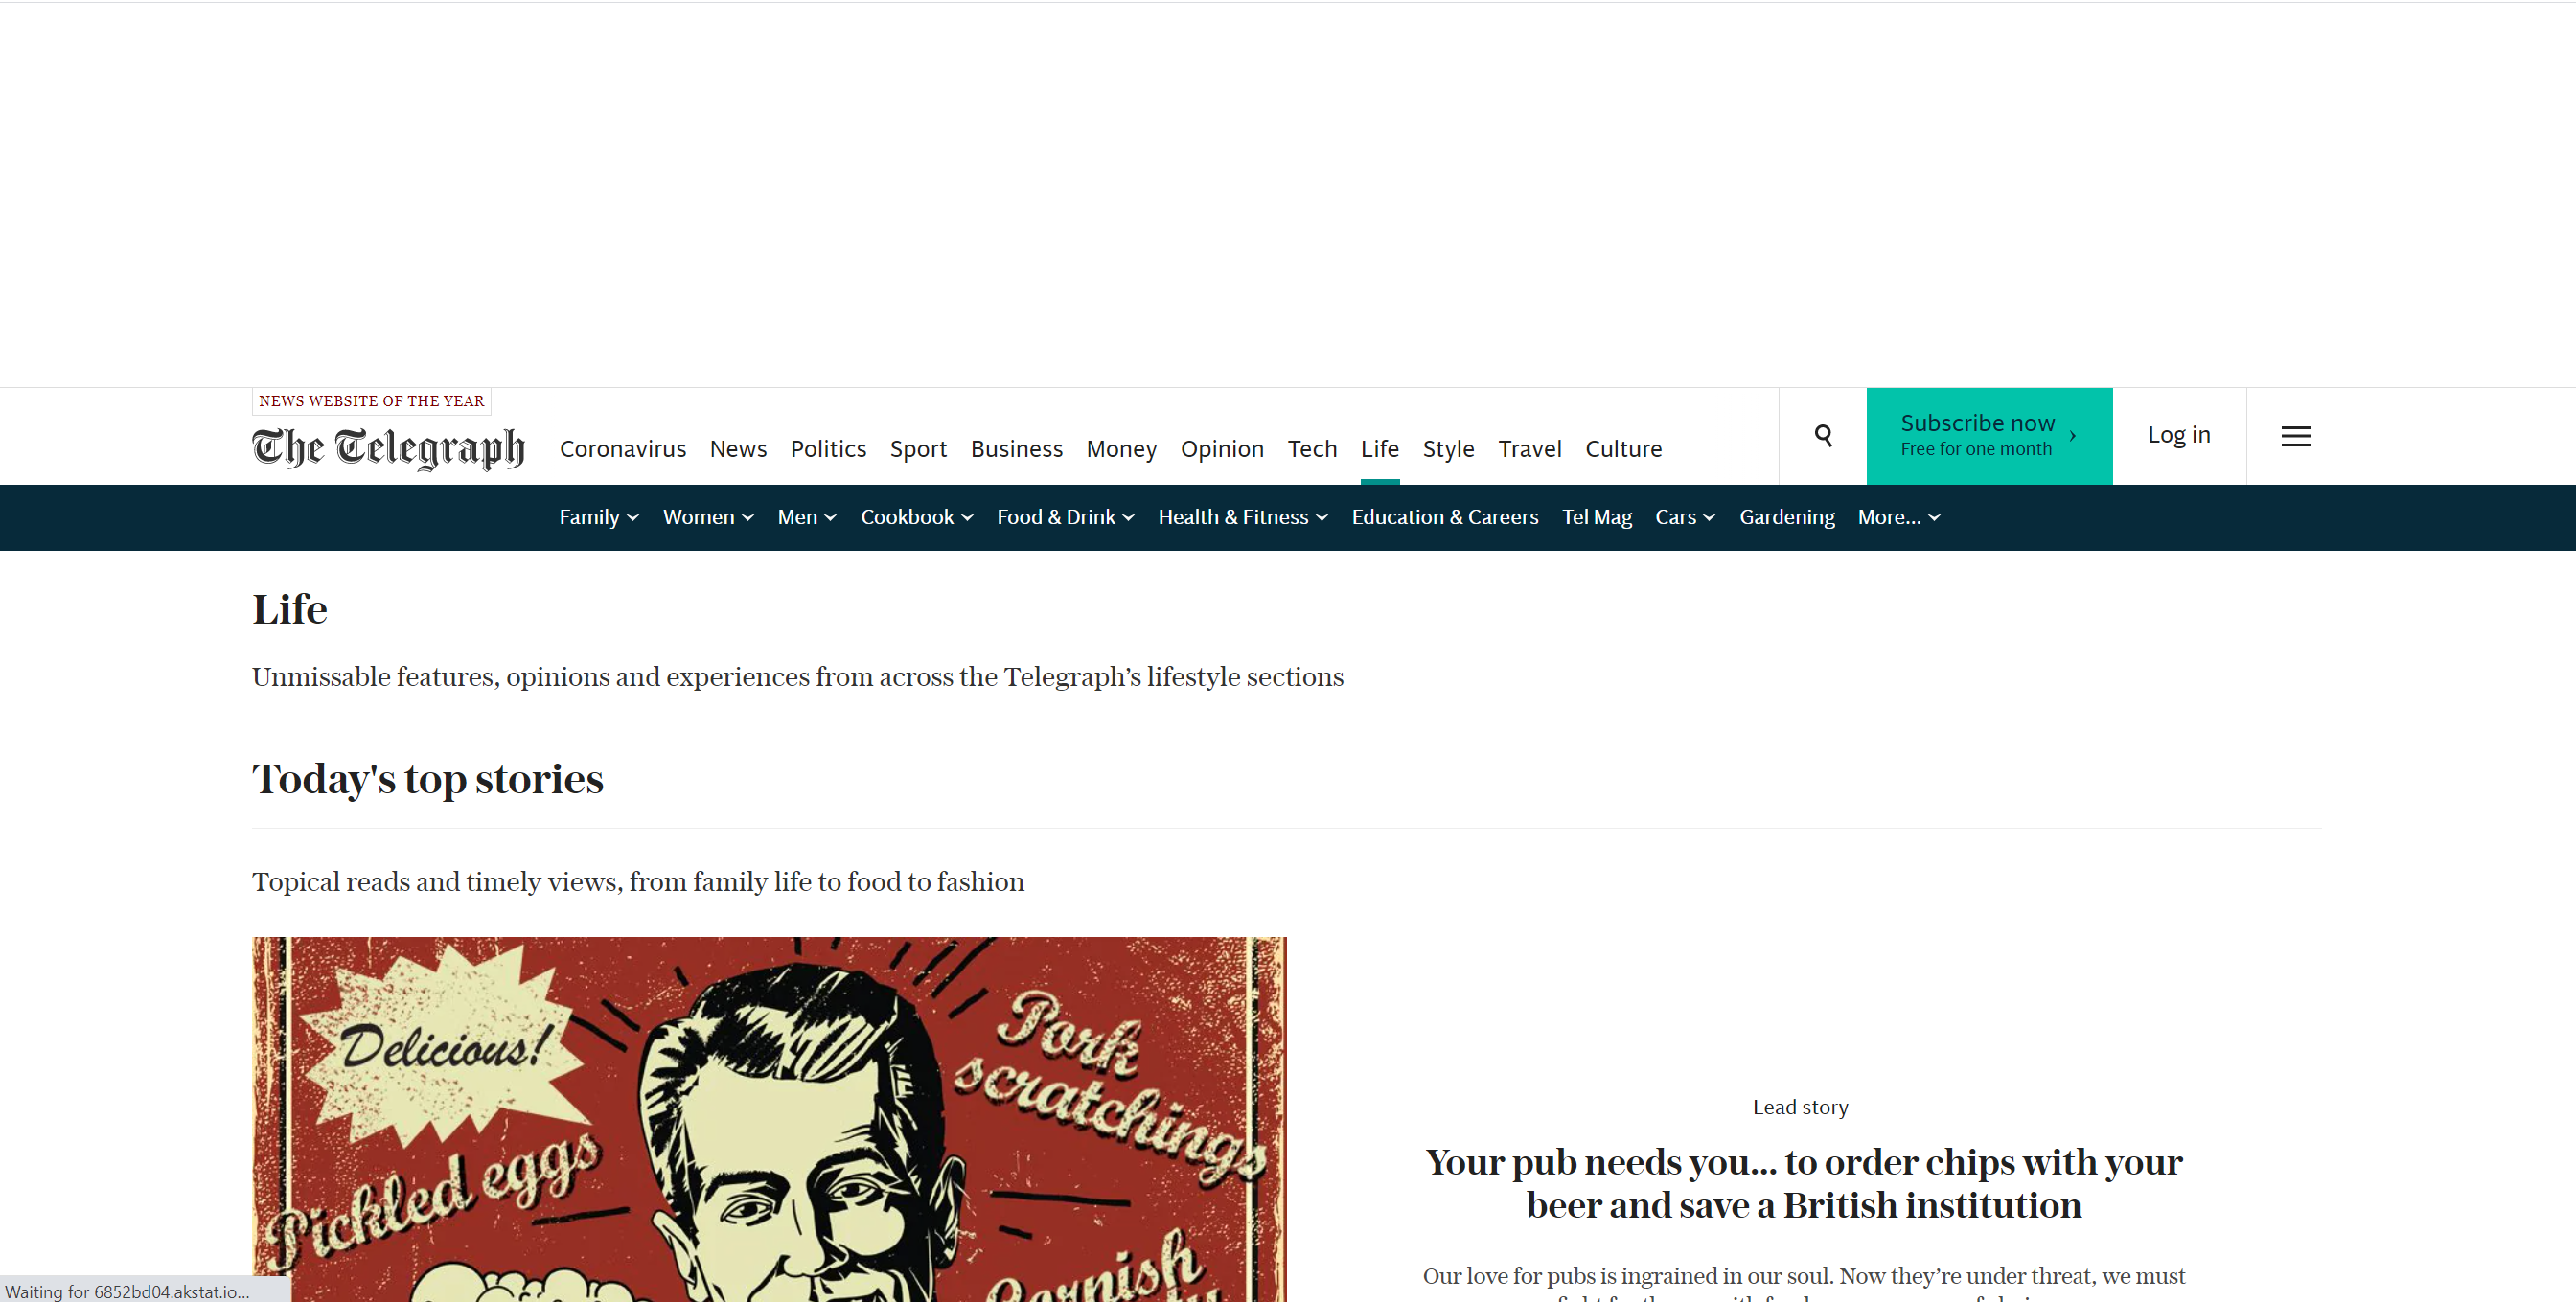 NEWS WEBSITE OF THE YEAR
The Telegraph
Coronavirus News Politics Sport Business Money Opinion Tech Life Style Travel Culture
Subscribe now
Free for one month
Log in
Family Women Men Cookbook Food & Drink Health & Fitness Education & Careers Tel Mag Cars Gardening More...
Life
Unmissable features, opinions and experiences from across the Telegraph’s lifestyle sections
Today's top stories
Topical reads and timely views, from family life to food to fashion
Delicious!
Pork
scratchings
Pickled eggs
Cornish
Lead story
Your pub needs you... to order chips with your
beer and save a British institution
Our love for pubs is ingrained in our soul. Now they’re under threat, we must
Waiting for 6852bd04.akstat.io...